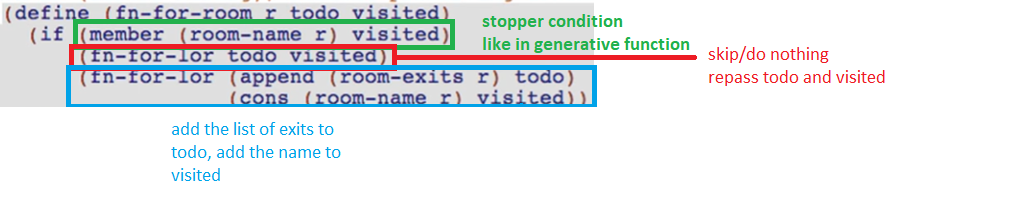 (define (fn-for-room r todo visited)
(if (member (room-name r) visited)
(fn-for-lor todo visited)
(fn-for-lor (append (room-exits r) todo)
(cons (room-name r) visited))
stopper condition
like in generative function
skip/do nothing
repass todo and visited
add the list of exits to
todo, add the name to
visited